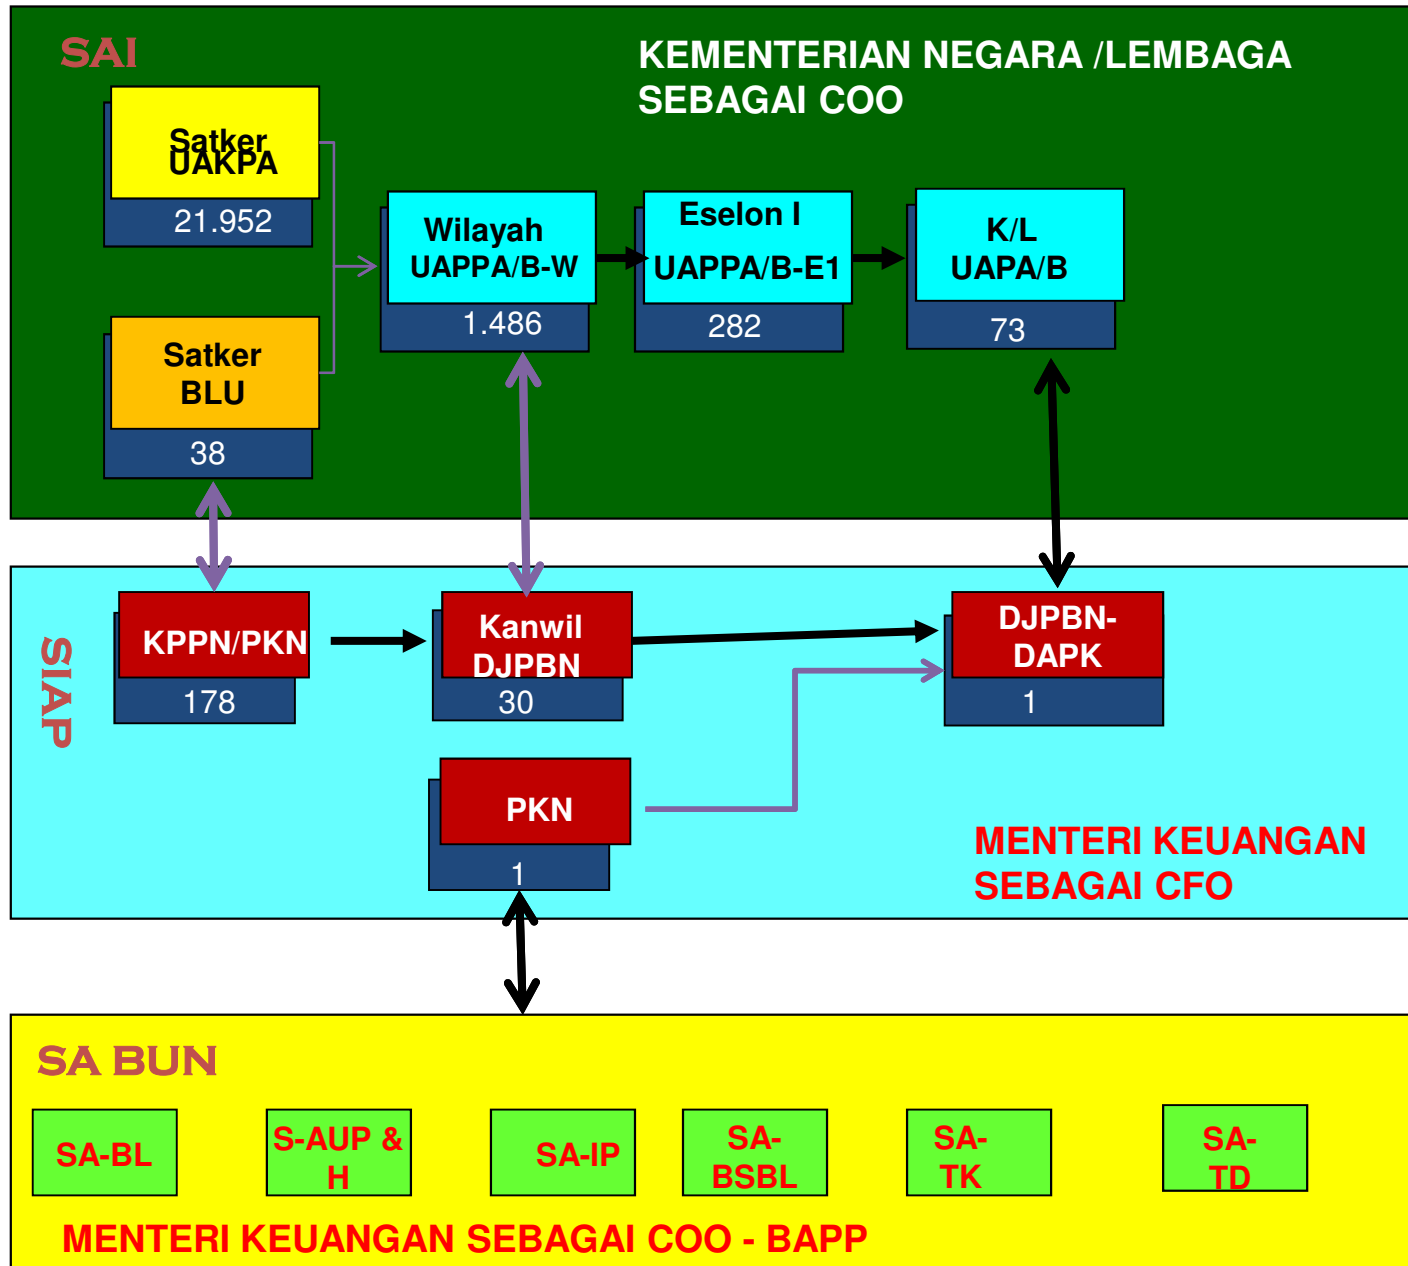 SAI
KEMENTERIAN NEGARA /LEMBAGA
SEBAGAI COO
Satker
UAKPA
21.952
Wilayah
UAPPA/B-W
1.486
Eselon I
UAPPA/B-E1
282
K/L
UAPA/B
73
Satker
BLU
38
SIAP
KPPN/PKN
178
Kanwil
DJPBN
30
DJPBN-
DAPK
1
PKN
1
MENTERI KEUANGAN
SEBAGAI CFO
SA BUN
SA-BL
S-AUP &
H
SA-IP
SA-
BSBL
SA-
TK
SA-
TD
MENTERI KEUANGAN SEBAGAI COO - BAPP